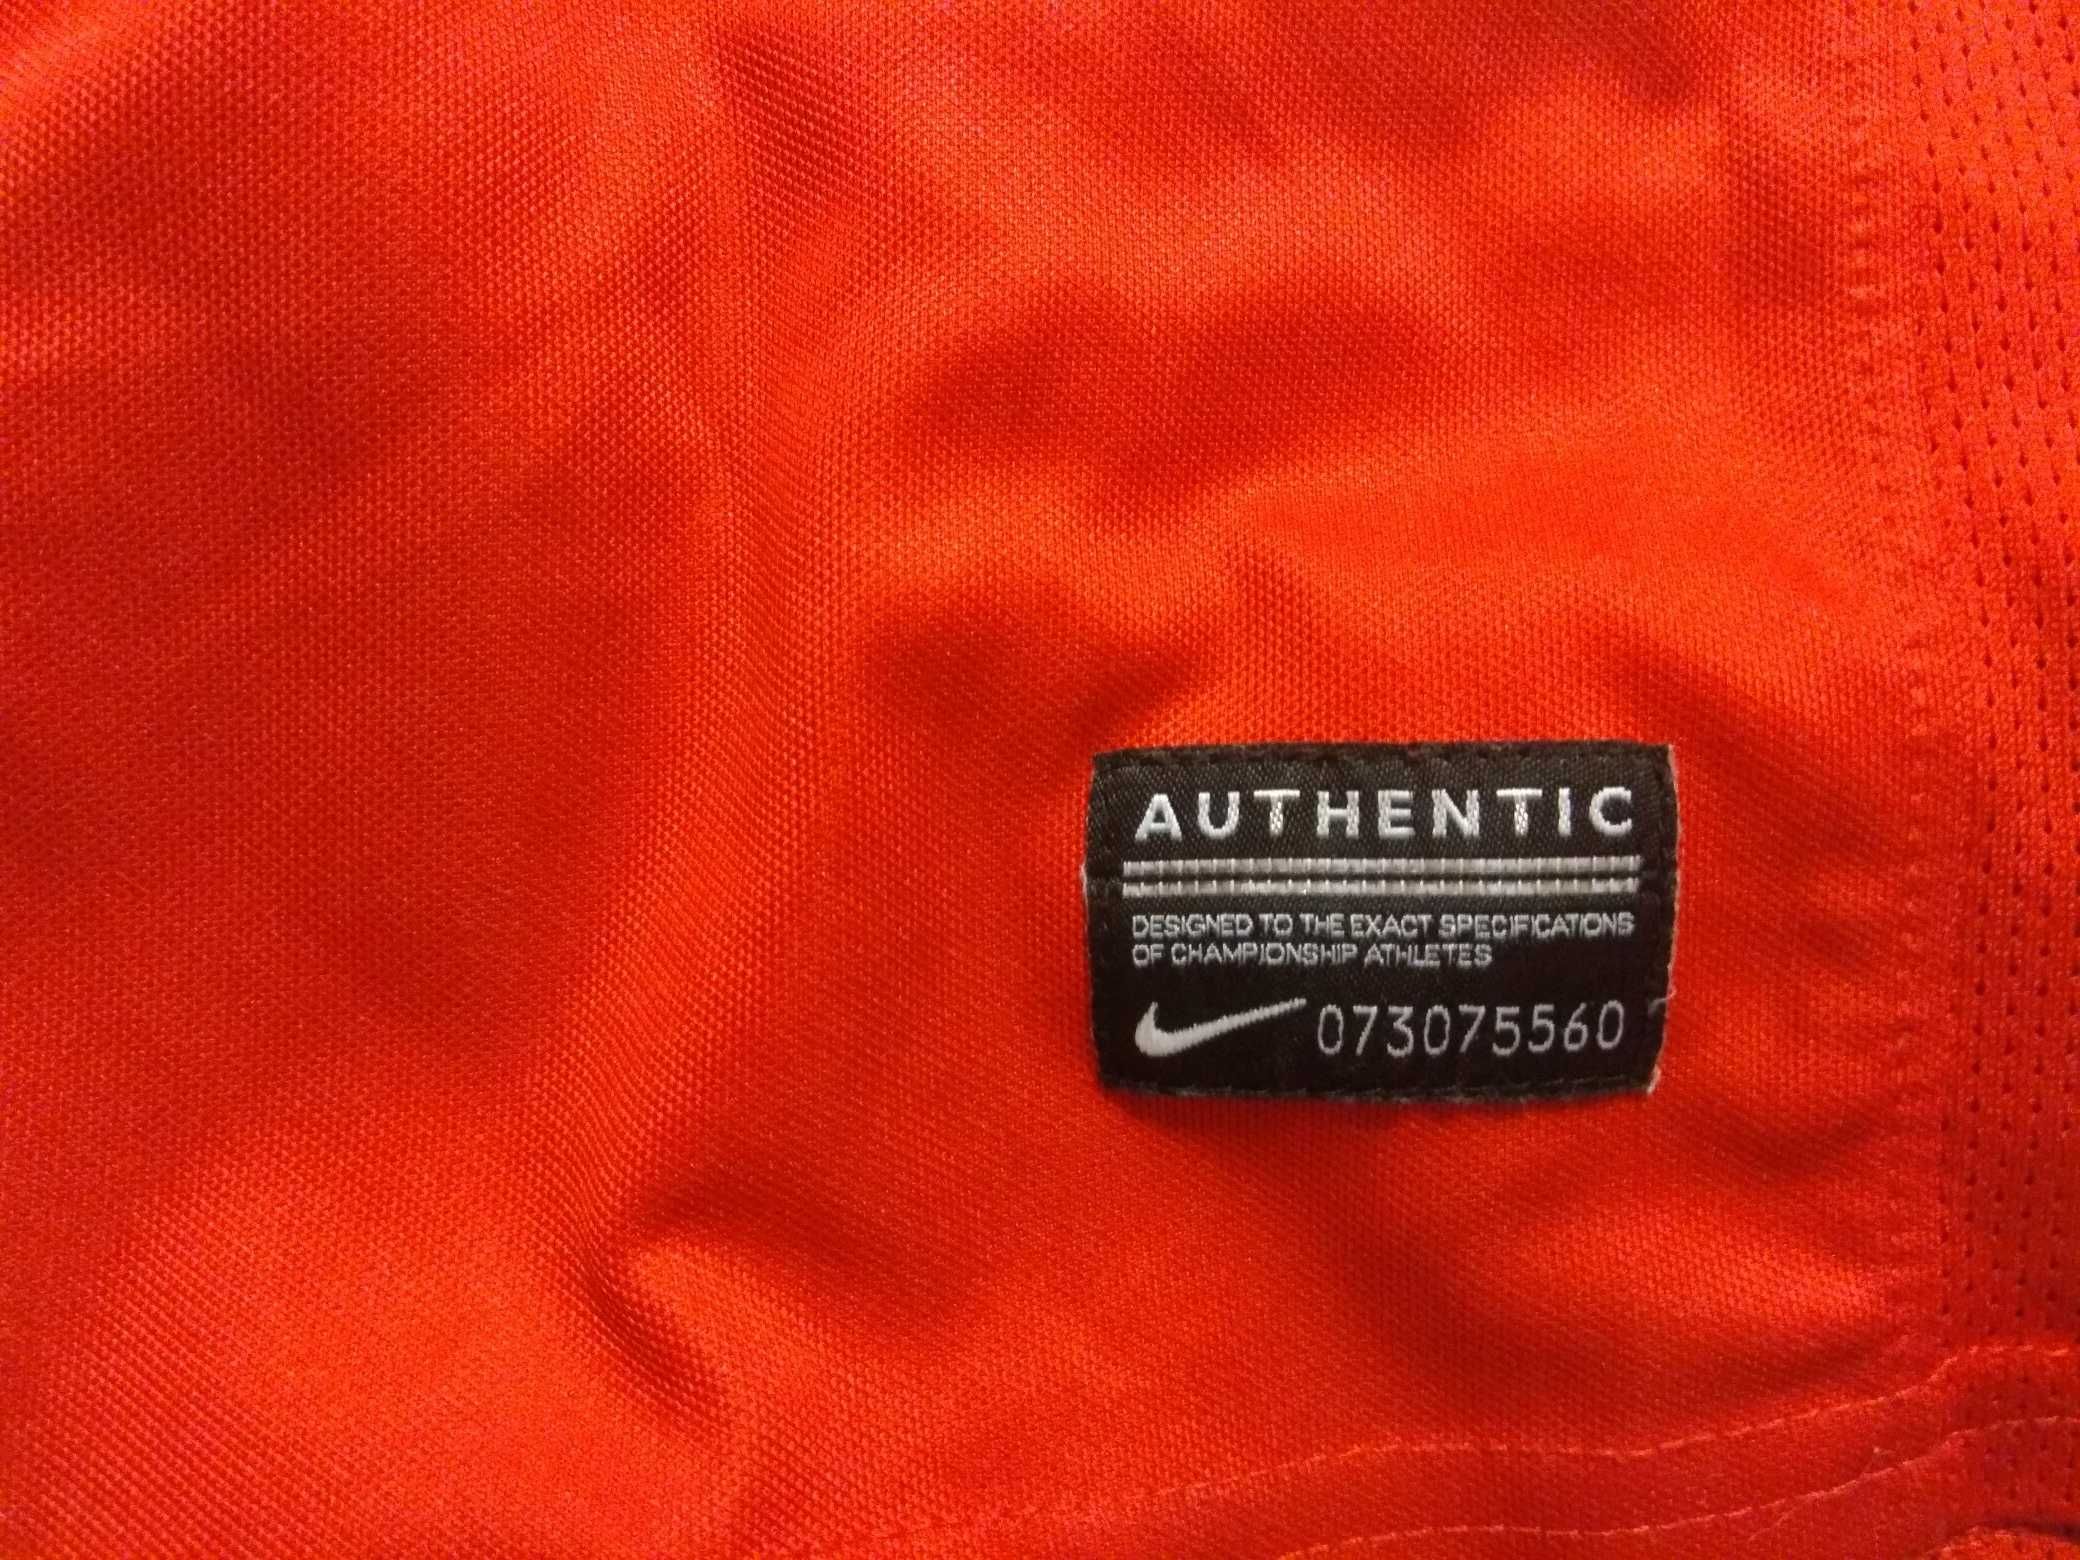 AUTHENTIC
DESIGNED TO THE EXACT SPECIFICATIONS
OF CHAMPIONSHIP ATHLETES
073075560